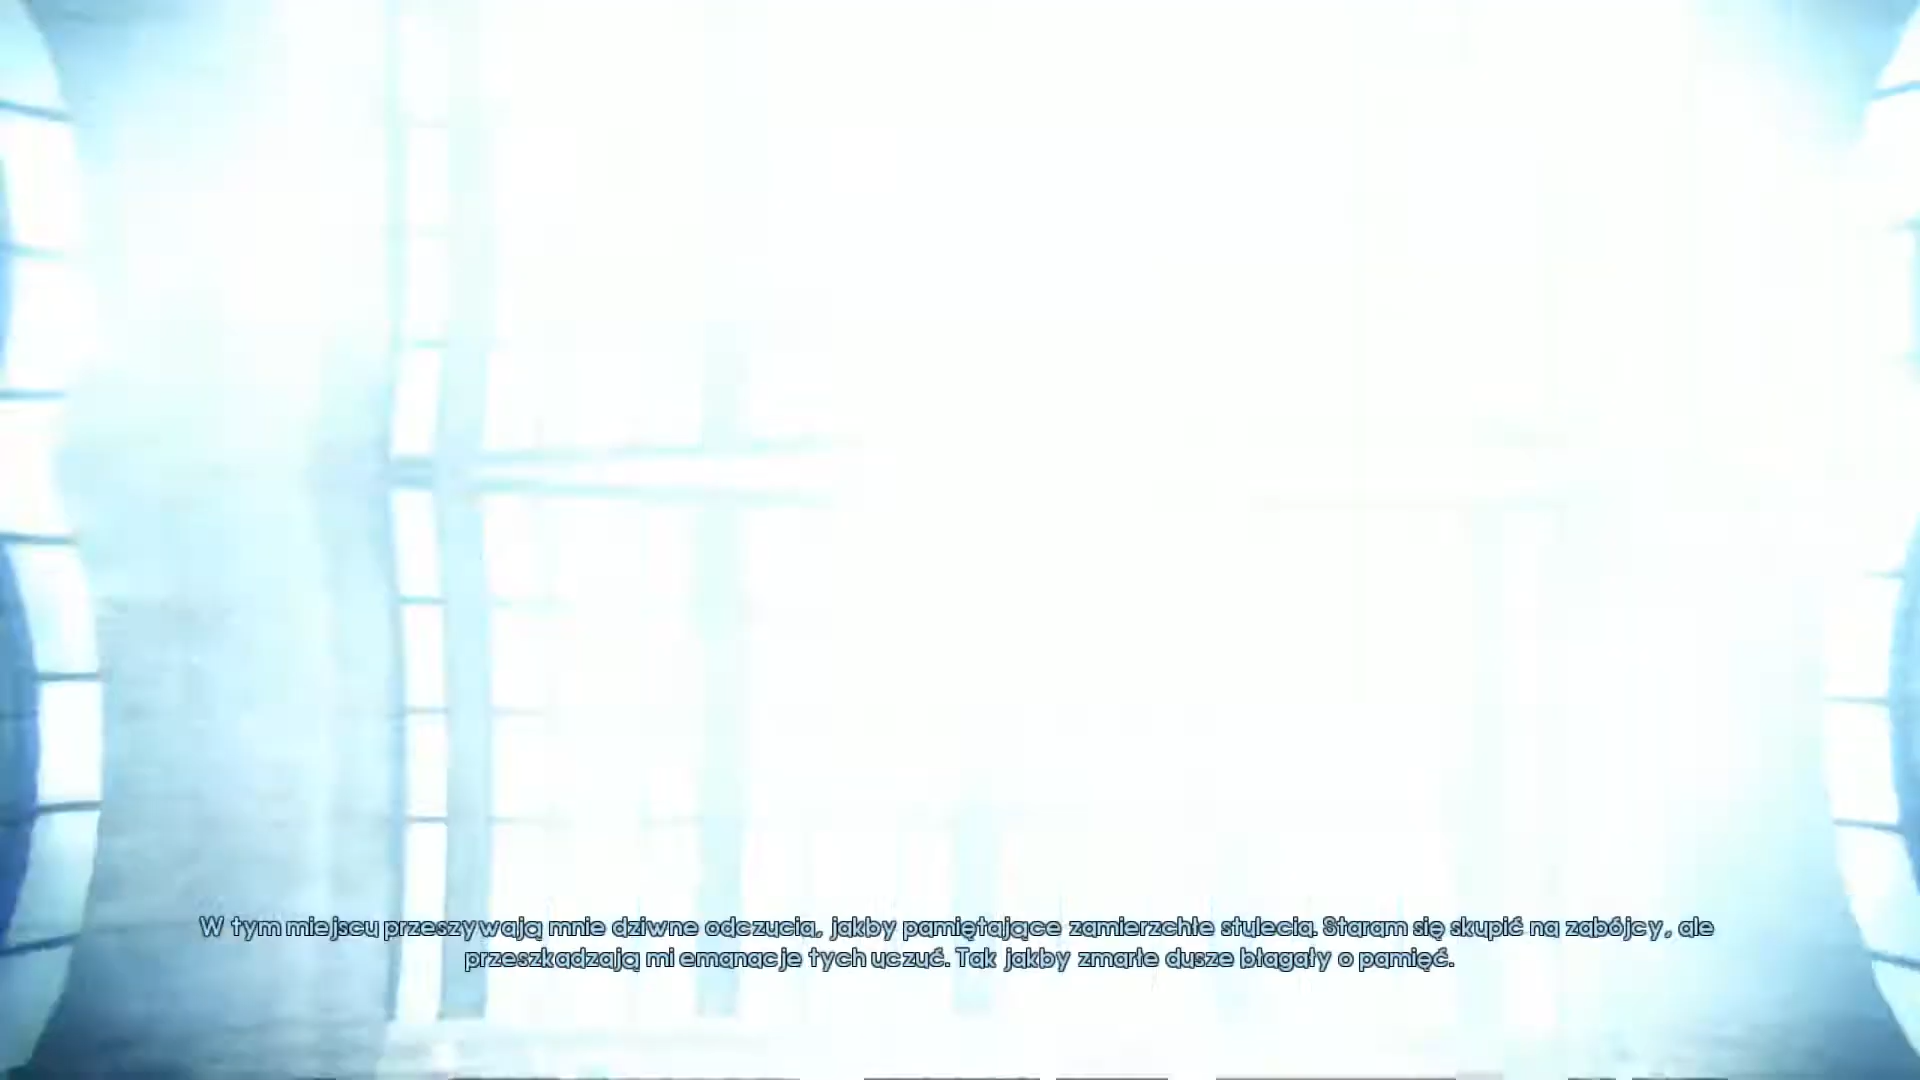 W tym miejscu przeszywają mnie dziwne odczucia, jakby pamiętające zamierzchłe stulecia. Staram się skupić na zabójcy, ale
przeszkadzają mi emanacje tych uczuć. Tak jakby zmarłe dusze błagały o pamięć.